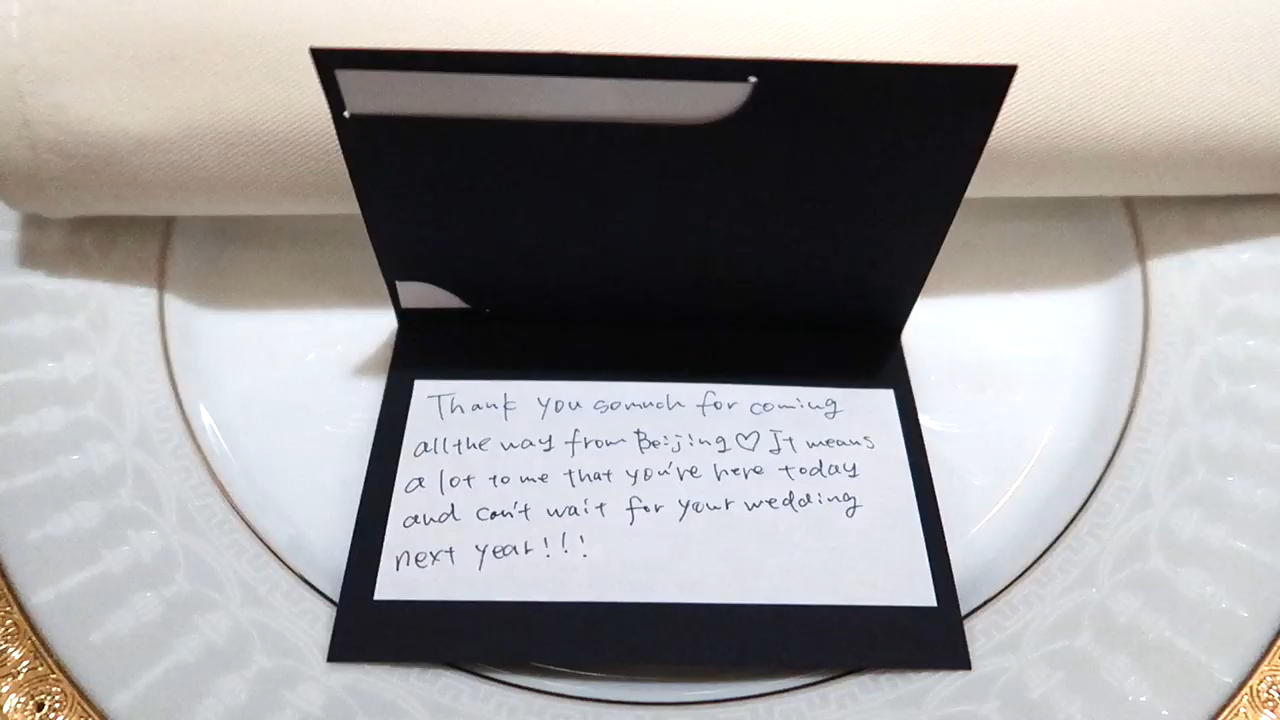 Thank you somuch for coming
all the way from Beijing♡ It means
a lot to me that you're here today
and can't wait for your wedding
next year!!!